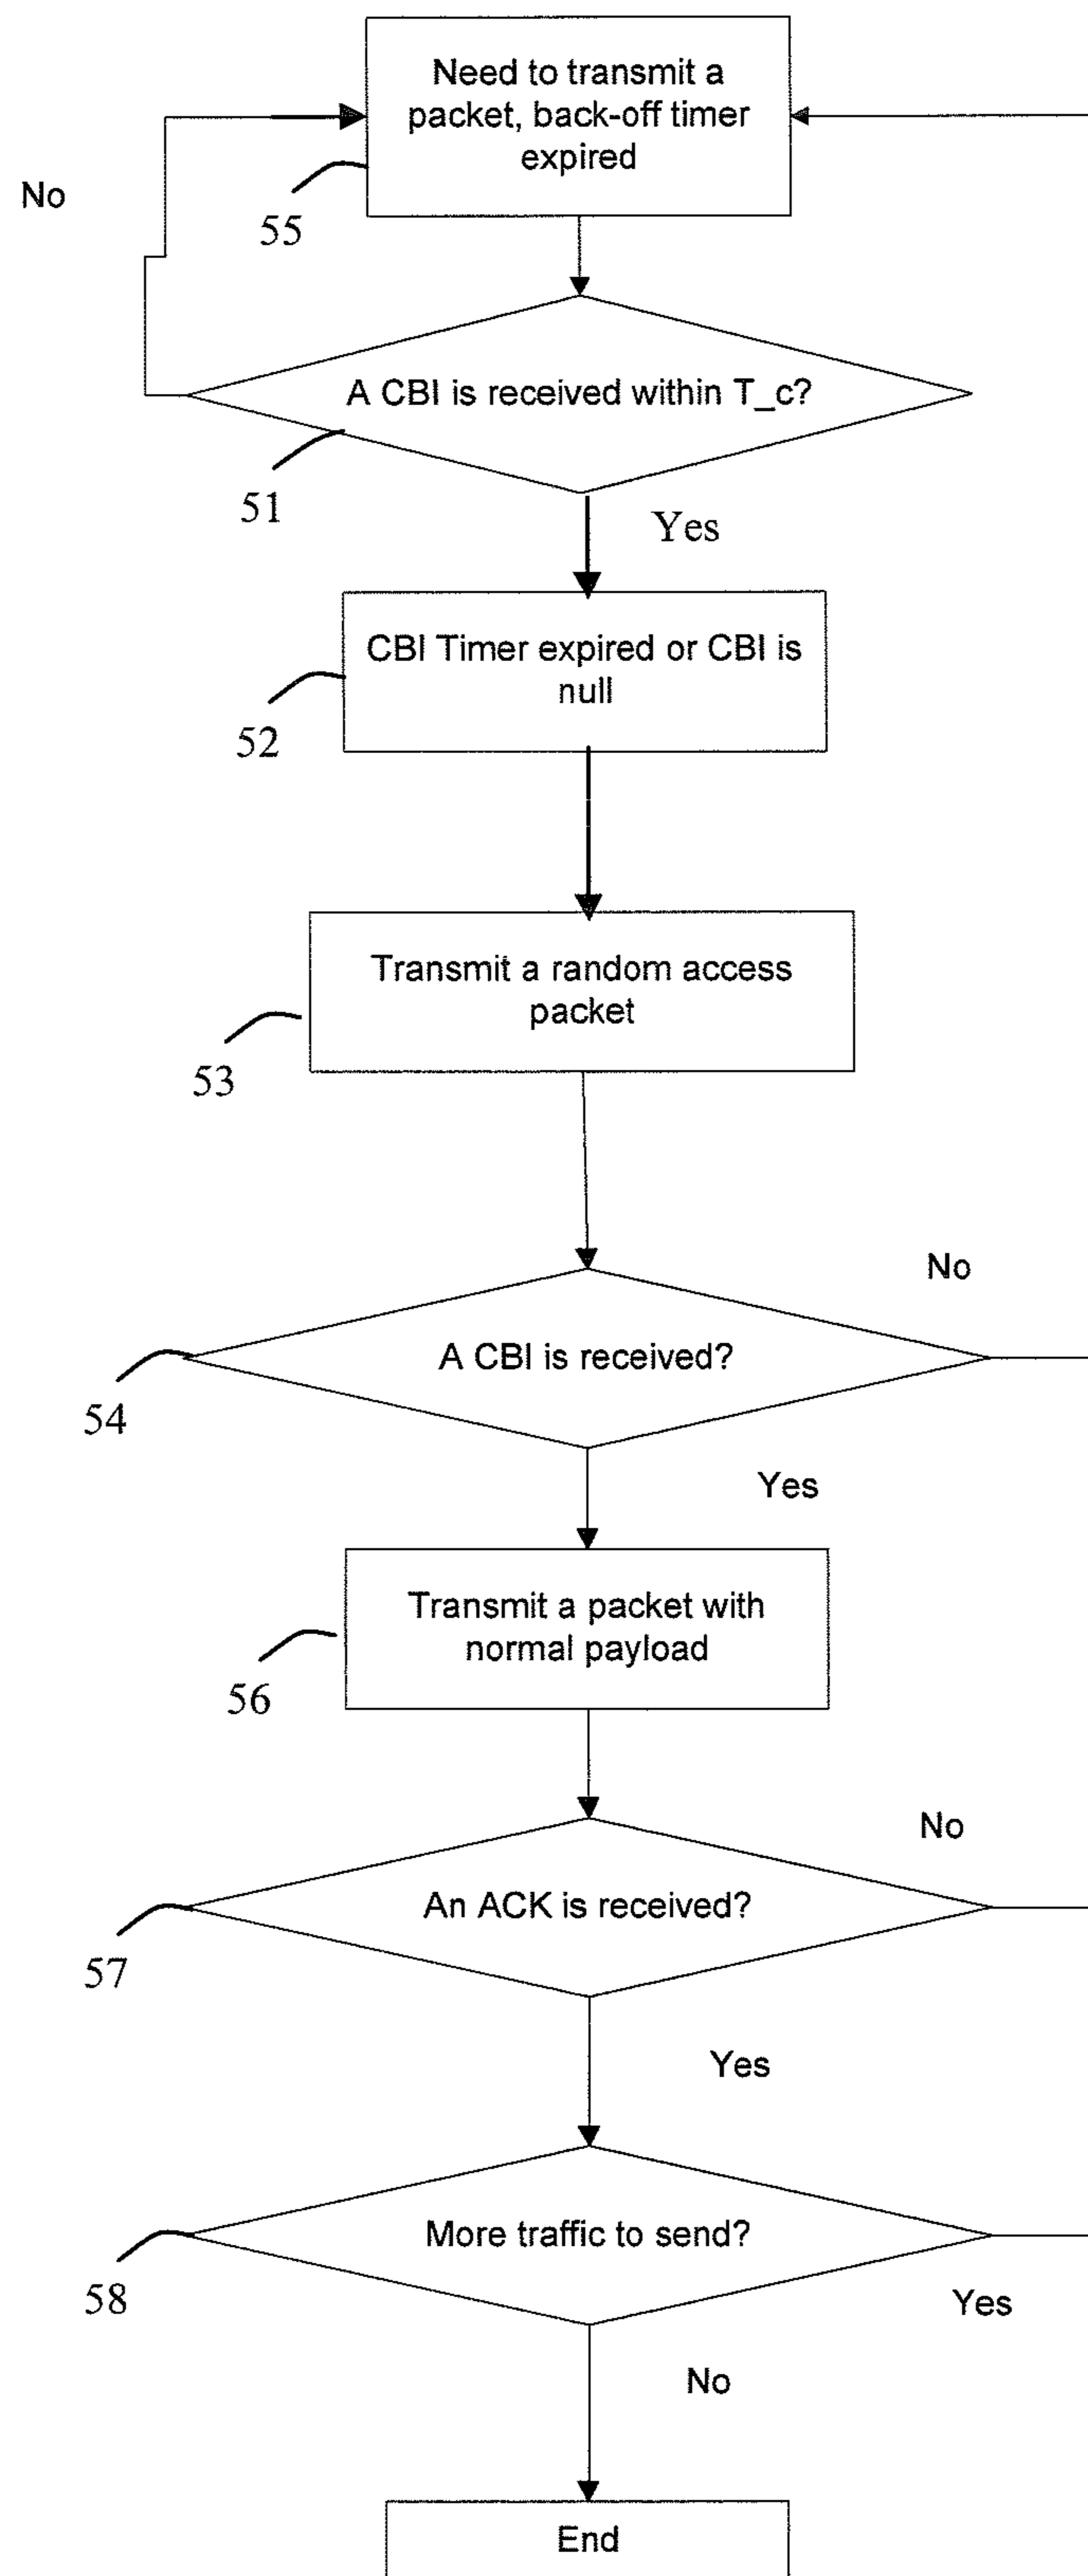 Need to transmit a
packet, back-off timer
expired
No
55
A CBI is received within T_c?
51
Yes
CBI Timer expired or CBI is
null
52
Transmit a random access
packet
53
No
A CBI is received?
54
Yes
Transmit a packet with
normal payload
56
No
An ACK is received?
57
Yes
More traffic to send?
58
Yes
No
End